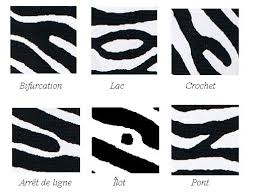 Bifurcation
Lac
Crochet
Arrêt de ligne
Îlot
Pont